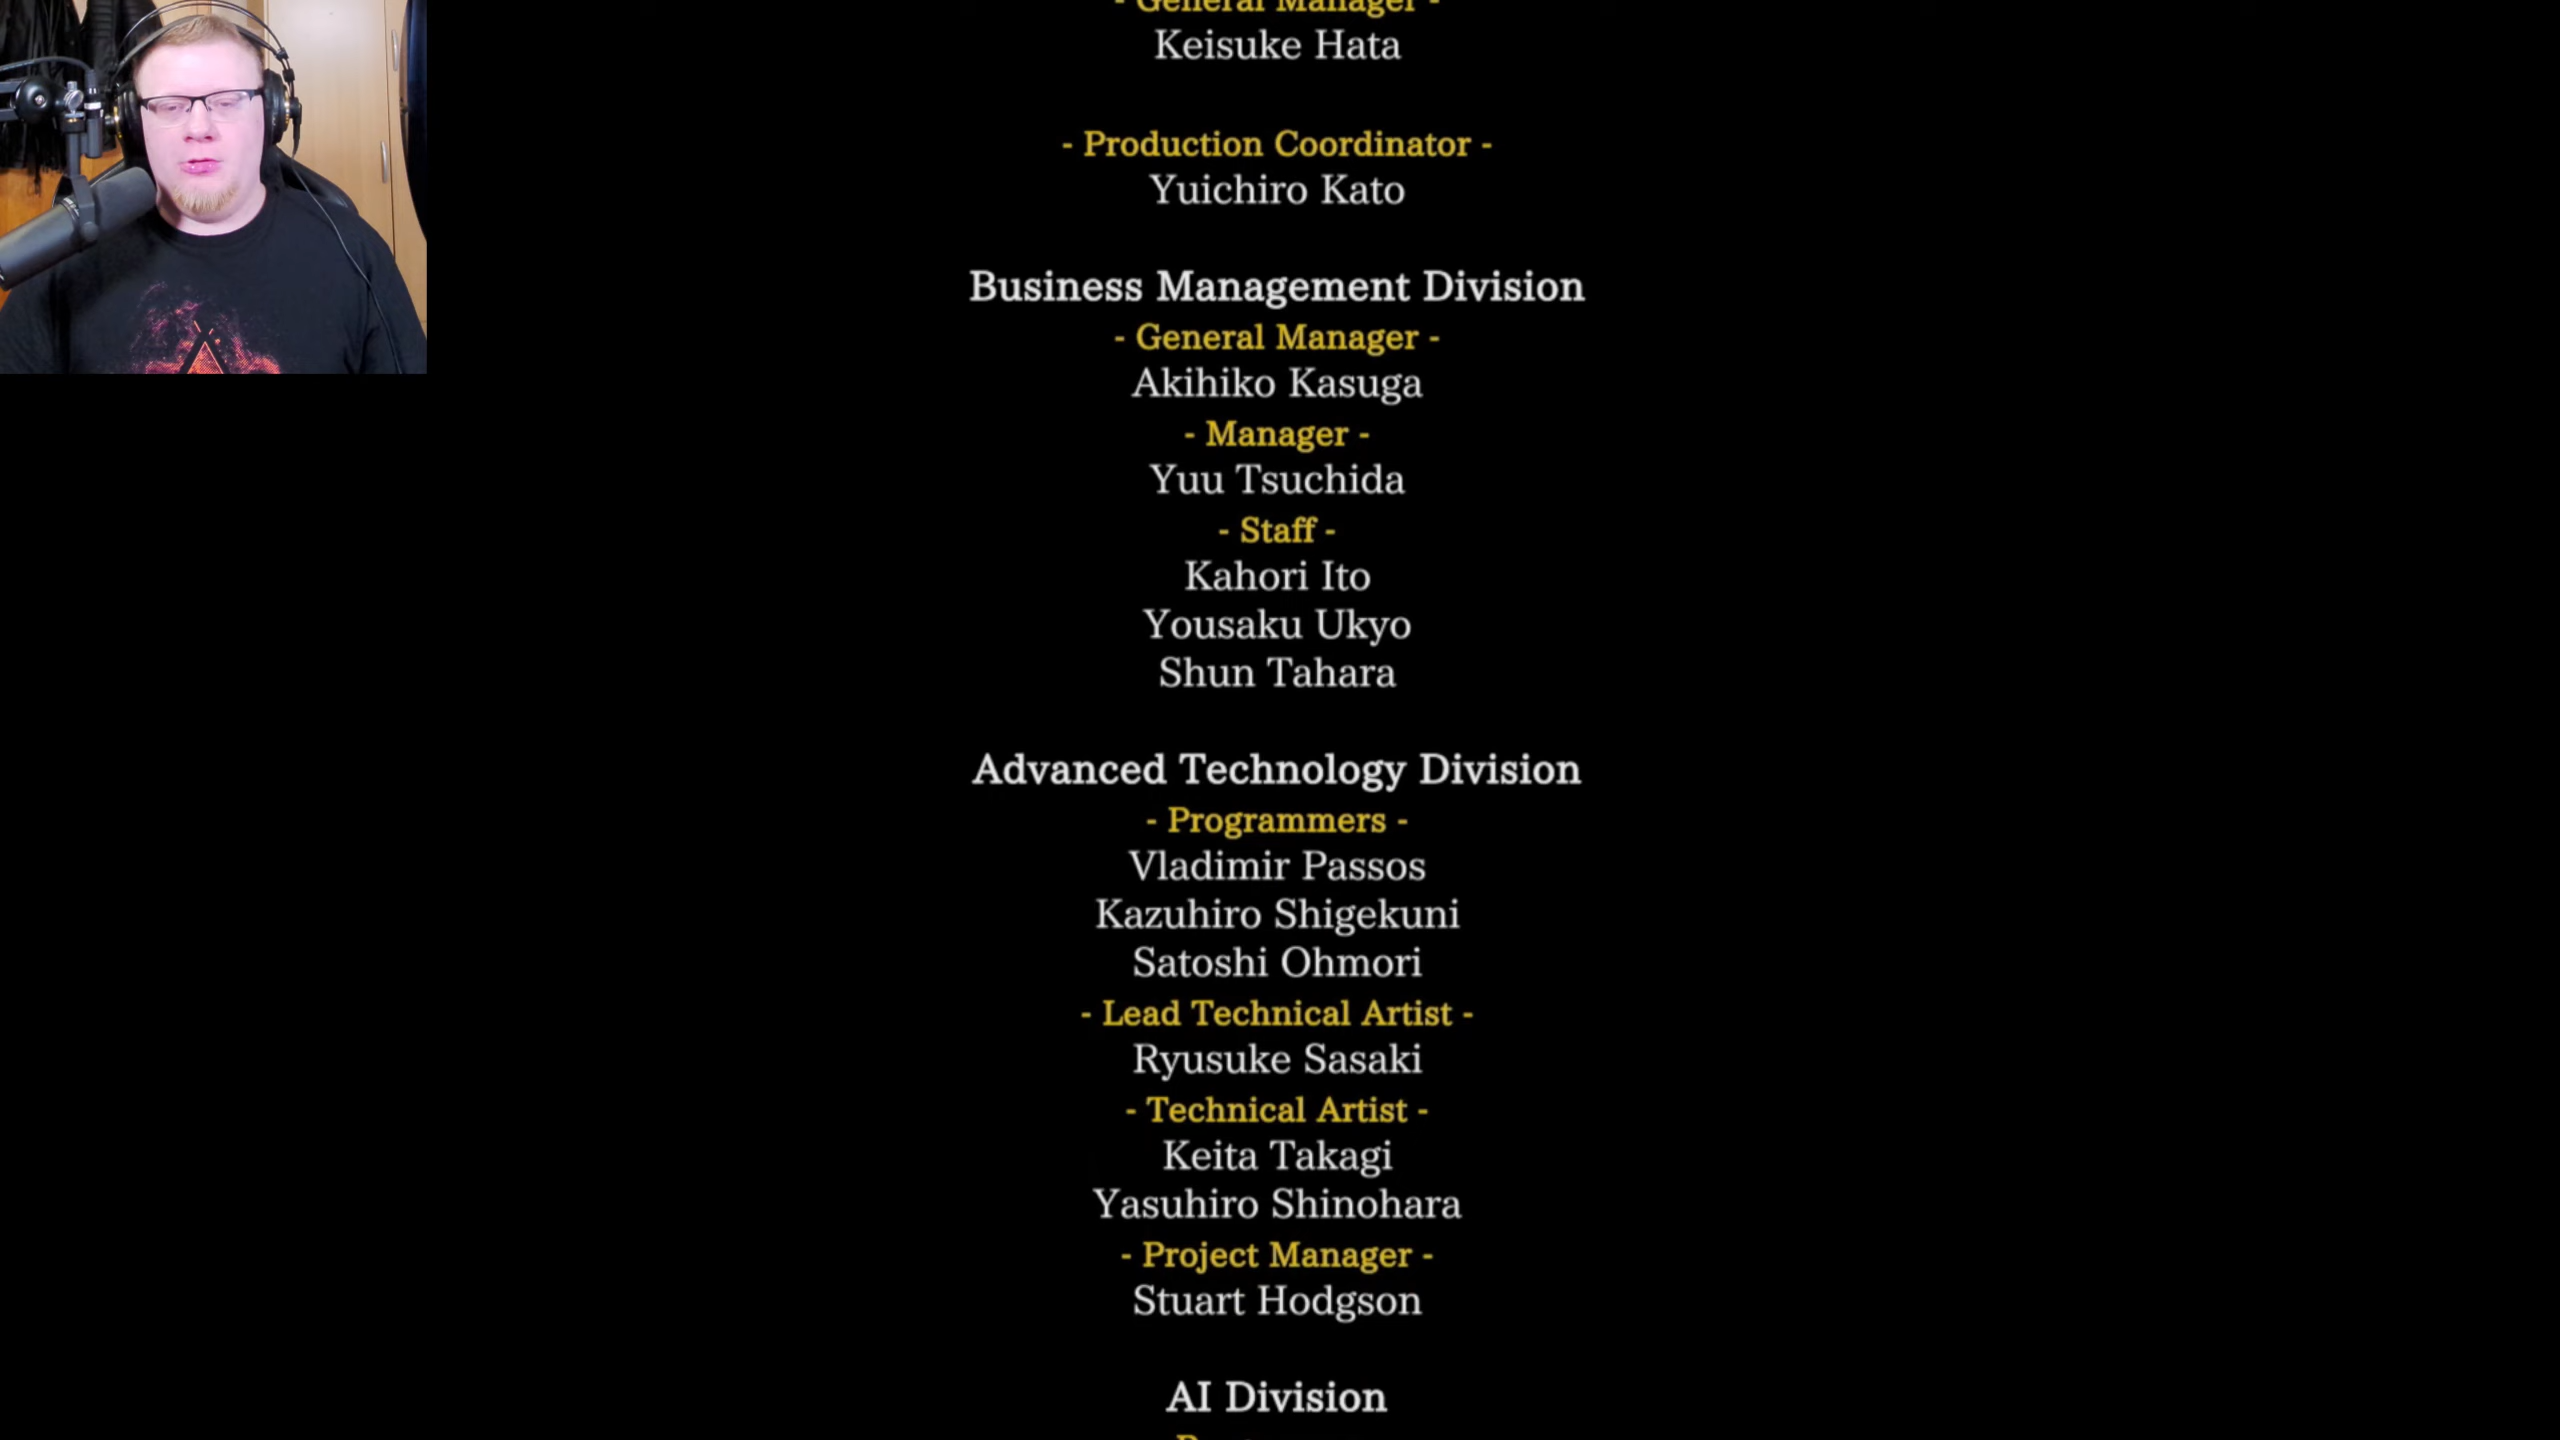 - General Manager -
Keisuke Hata
- Production Coordinator -
Yuichiro Kato
Business Management Division
- General Manager -
Akihiko Kasuga
- Manager -
Yuu Tsuchida
- Staff -
Kahori Ito
Yousaku Ukyo
Shun Tahara
Advanced Technology Division
- Programmers -
Vladimir Passos
Kazuhiro Shigekuni
Satoshi Ohmori
- Lead Technical Artist -
Ryusuke Sasaki
- Technical Artist -
Keita Takagi
Yasuhiro Shinohara
- Project Manager -
Stuart Hodgson
AI Division